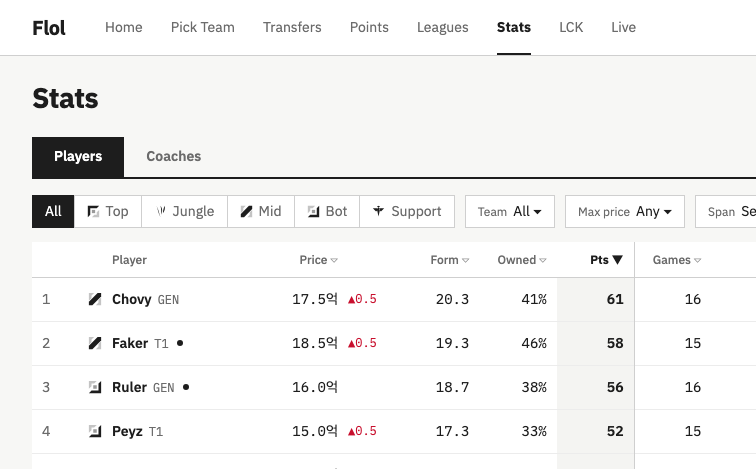 Flol Home Pick Team Transfers Points Leagues Stats LCK Live
Stats
Players Coaches
All Top Jungle Mid Bot Support Team All Max price Any Span
Player Price Form Owned Pts Games
1 Chovy GEN 17.5억 ▲0.5 20.3 41% 61 16
2 Faker T1 18.5억 ▲0.5 19.3 46% 58 15
3 Ruler GEN 16.0억 18.7 38% 56 16
4 Peyz T1 15.0억 ▲0.5 17.3 33% 52 15